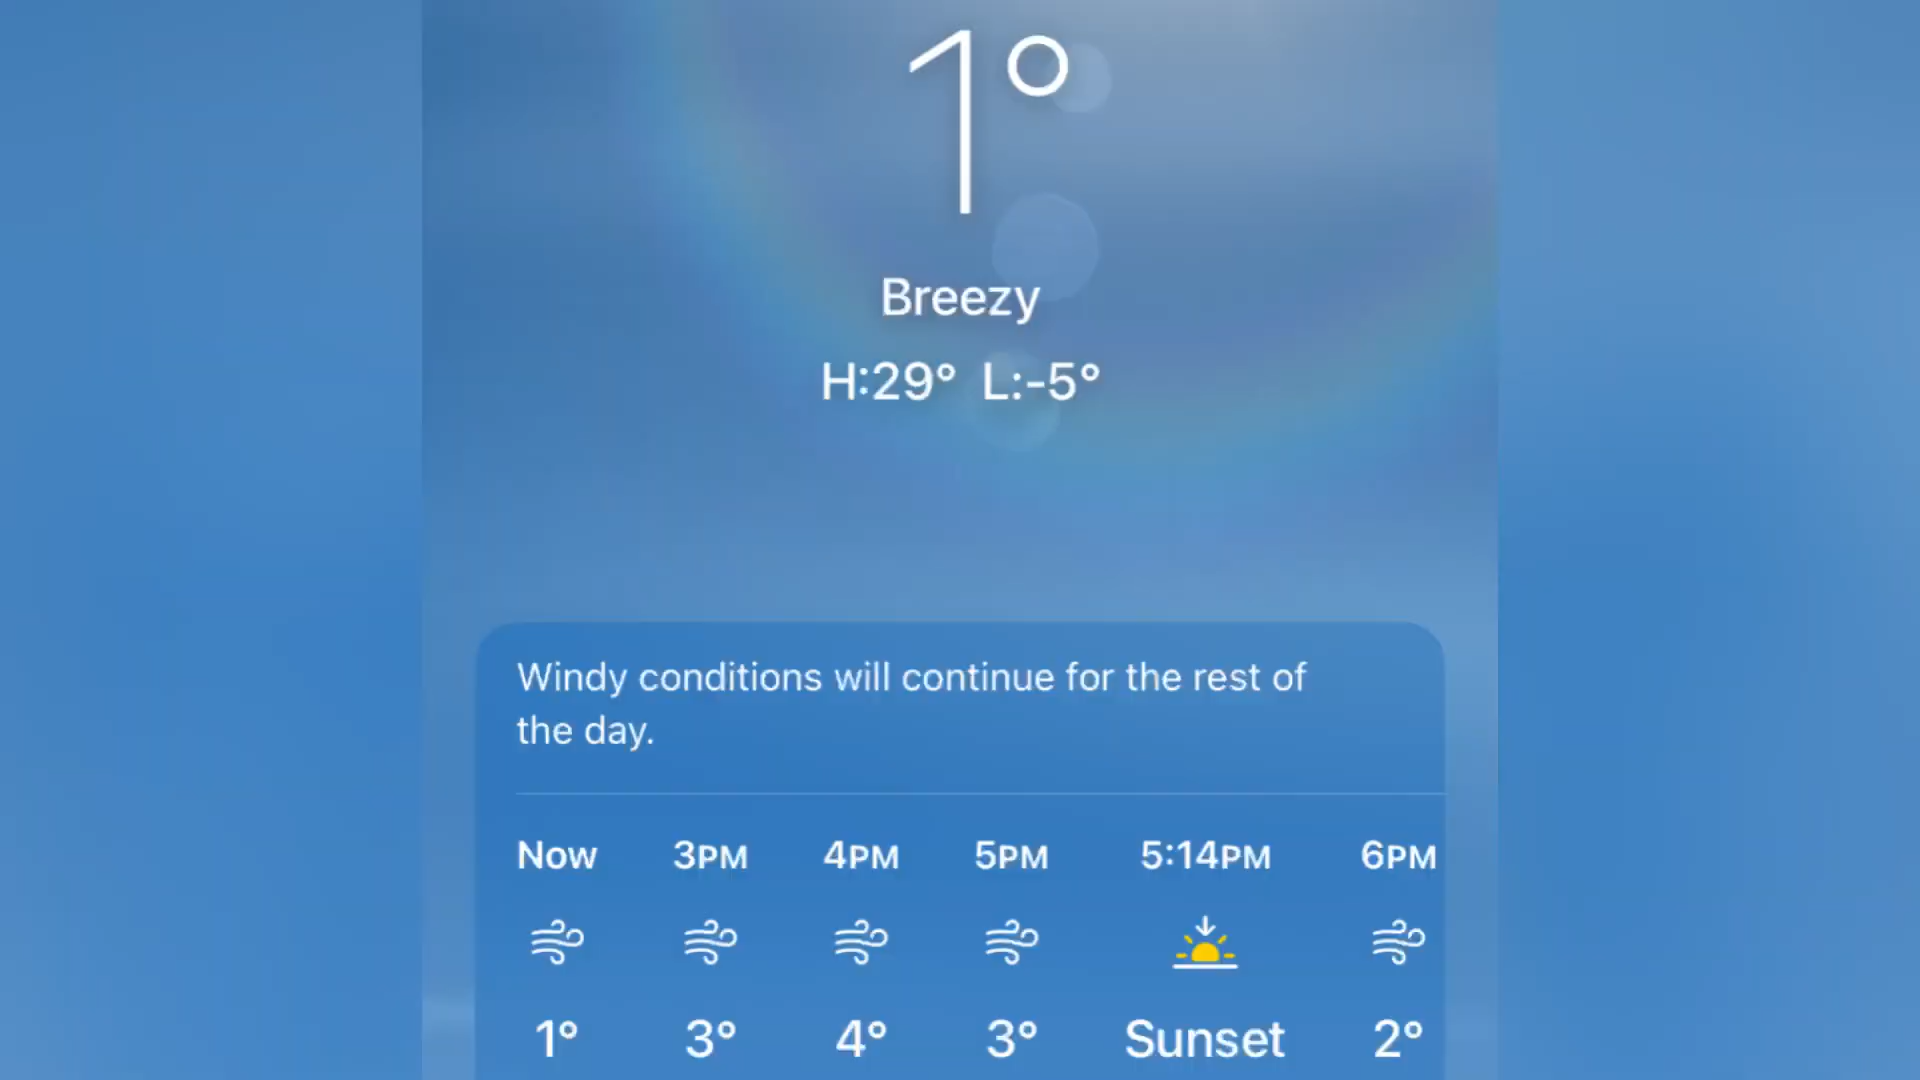 1°
Breezy
H:29° L:-5°
Windy conditions will continue for the rest of
the day.
Now 3PM 4PM 5PM 5:14PM 6PM
1° 3° 4° 3° Sunset 2°